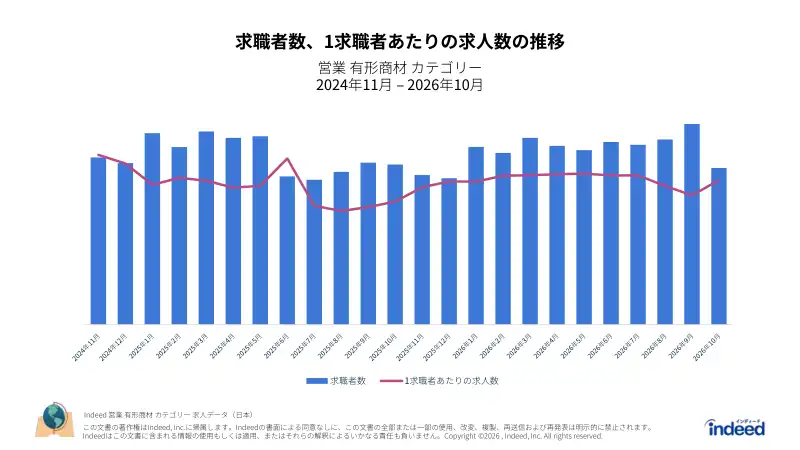 求職者数、1求職者あたりの求人数の推移
営業 有形商材 カテゴリー
2024年11月 – 2026年10月
2024年11月
2024年12月
2025年1月
2025年2月
2025年3月
2025年4月
2025年5月
2025年6月
2025年7月
2025年8月
2025年9月
2025年10月
2025年11月
2025年12月
2026年1月
2026年2月
2026年3月
2026年4月
2026年5月
2026年6月
2026年7月
2026年8月
2026年9月
2026年10月
求職者数
1求職者あたりの求人数
Indeed 営業 有形商材 カテゴリー 求人データ（日本）
この文書の著作権はIndeed, Inc.に帰属します。Indeedの書面による同意なしに、この文書の全部または一部の使用、改変、複製、再送信および再発表は明示的に禁止されます。
Indeedはこの文書に含まれる情報の使用もしくは適用、またはそれらの解釈によるいかなる責任も負いません。Copyright ©2026 , Indeed, Inc. All rights reserved.
インディード
indeed